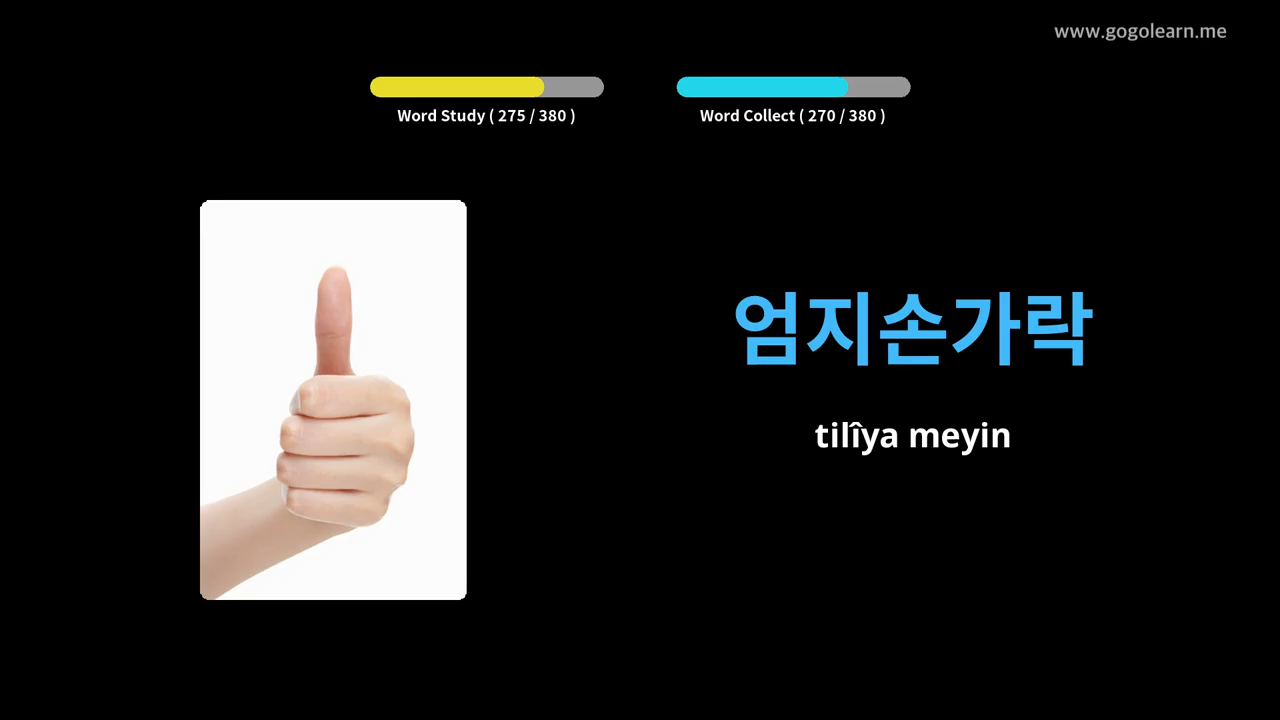 www.gogolearn.me
Word Study ( 275 / 380 )
Word Collect ( 270 / 380 )
엄지손가락
tilîya meyin